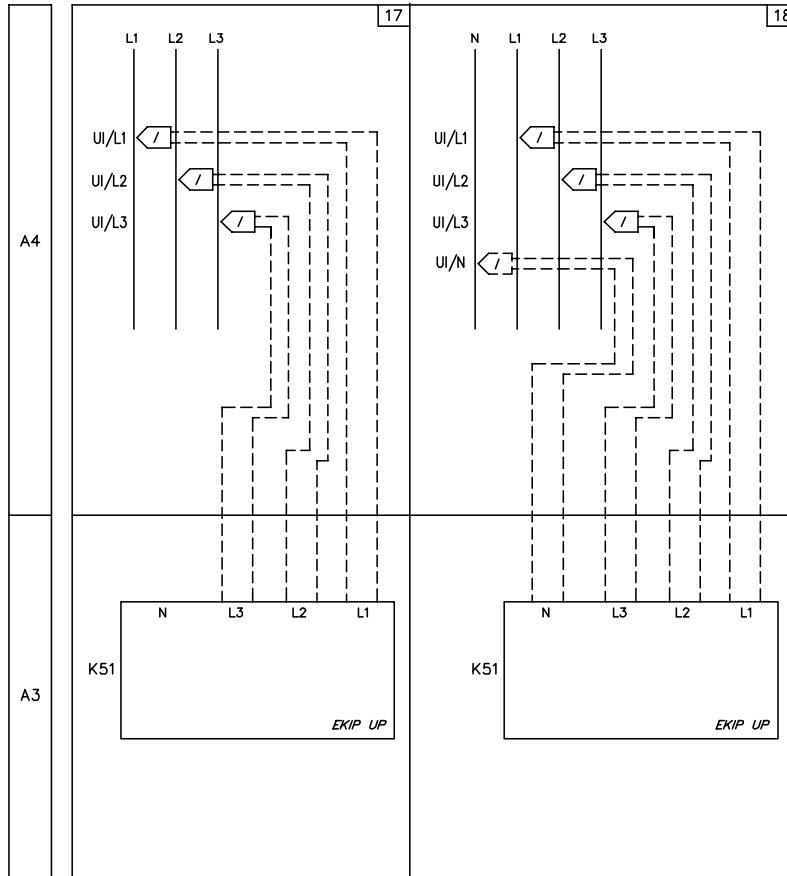 17
18
L1 L2 L3
N L1 L2 L3
UI/L1
UI/L1
UI/L2
UI/L2
UI/L3
UI/L3
UI/N
A4
N L3 L2 L1
N L3 L2 L1
K51
K51
A3
EKIP UP
EKIP UP